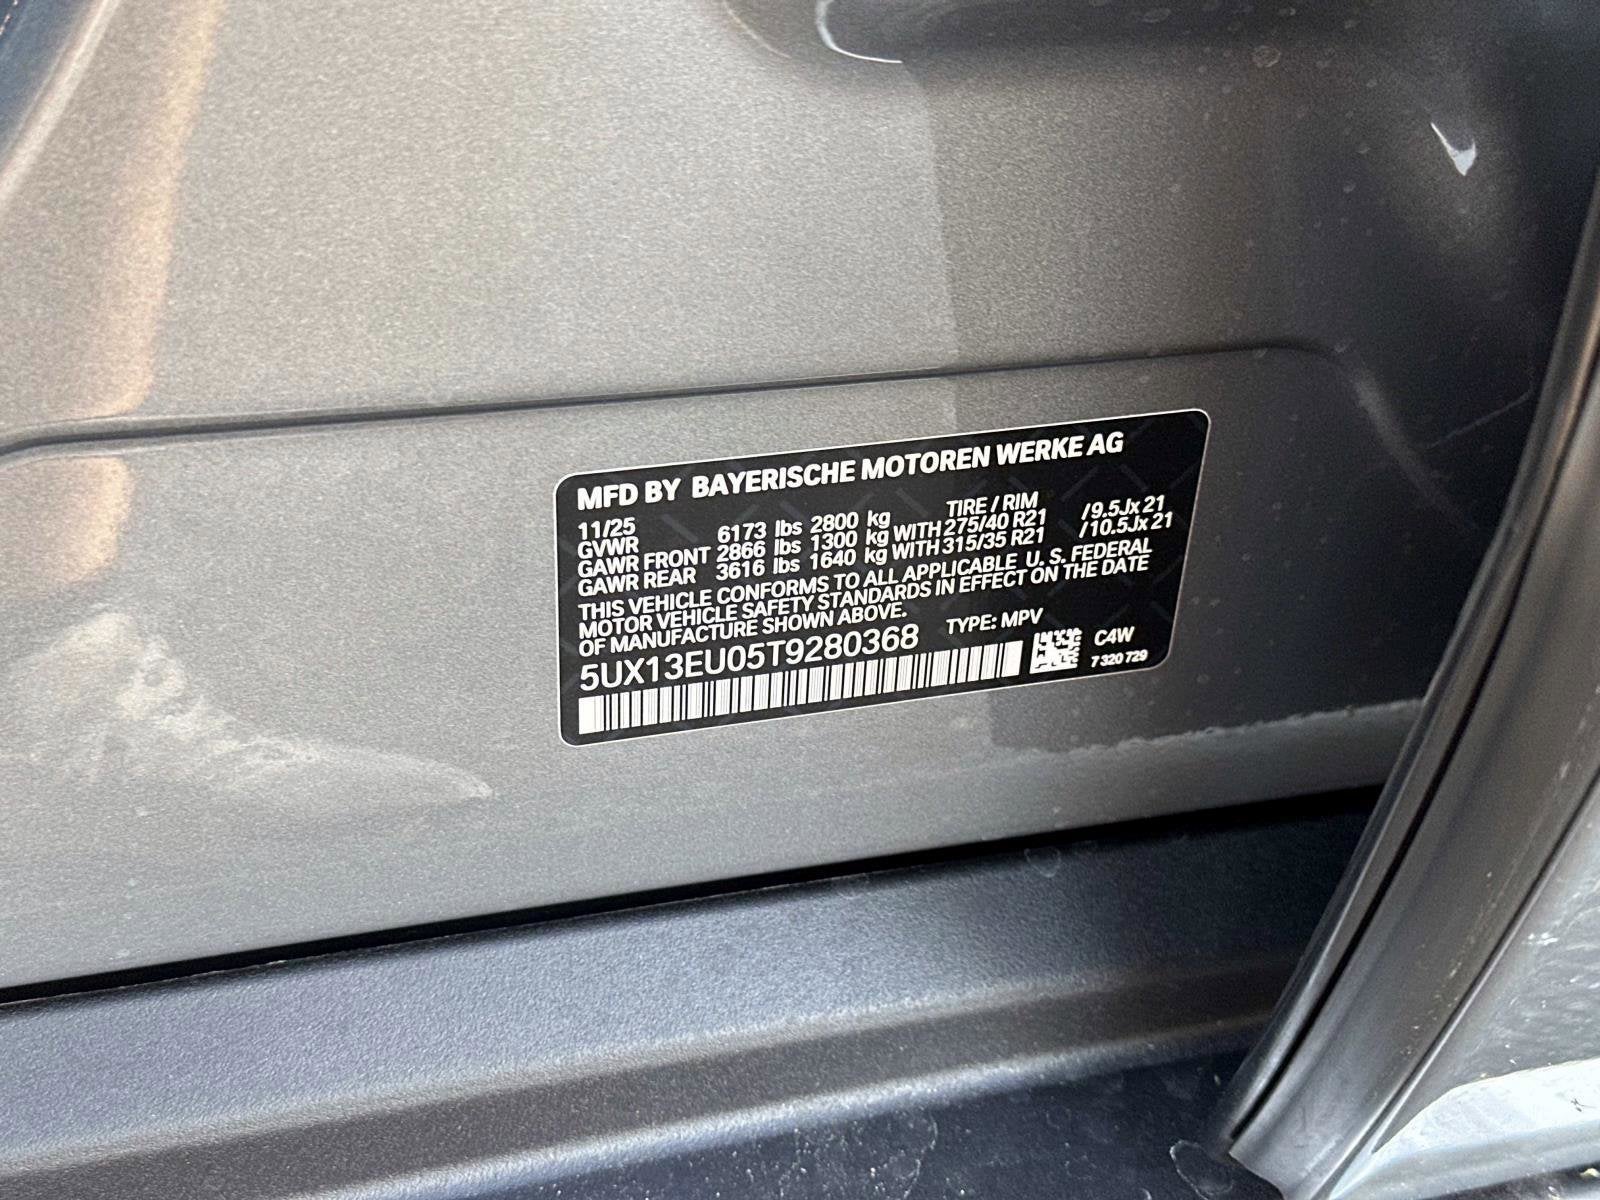 MFD BY BAYERISCHE MOTOREN WERKE AG
11/25 TIRE / RIM
GVWR 6173 lbs 2800 kg
GAWR FRONT 2866 lbs 1300 kg WITH 275/40 R21 /9.5Jx21
GAWR REAR 3616 lbs 1640 kg WITH 315/35 R21 /10.5Jx21
THIS VEHICLE CONFORMS TO ALL APPLICABLE U. S. FEDERAL
MOTOR VEHICLE SAFETY STANDARDS IN EFFECT ON THE DATE
OF MANUFACTURE SHOWN ABOVE.
5UX13EU05T9280368 TYPE: MPV
C4W
7 320 729